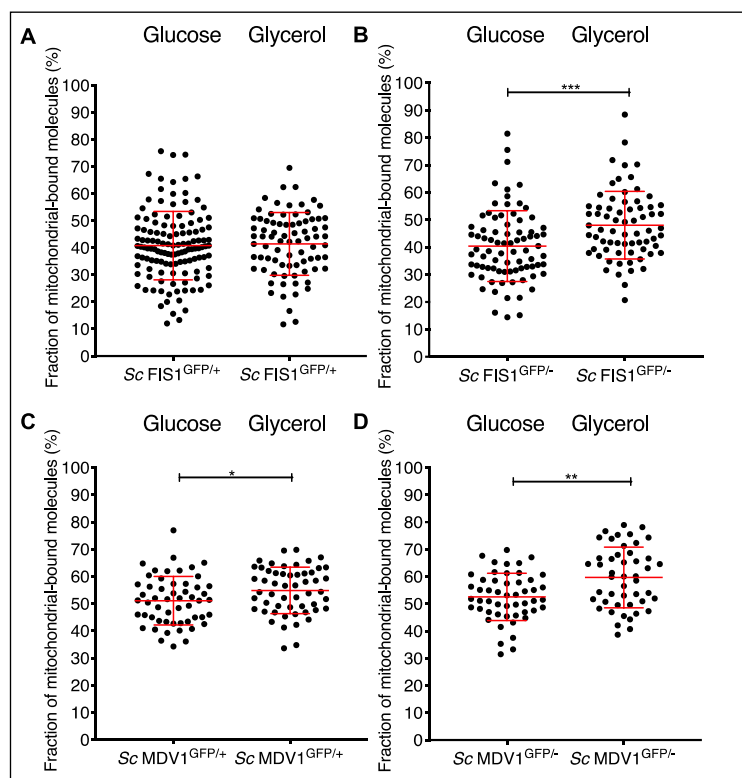 A
Glucose Glycerol
Fraction of mitochondrial-bound molecules (%)
100
90
80
70
60
50
40
30
20
10
0
Sc FIS1GFP/+ Sc FIS1GFP/+
B
Glucose Glycerol
***
Fraction of mitochondrial-bound molecules (%)
100
90
80
70
60
50
40
30
20
10
0
Sc FIS1GFP/- Sc FIS1GFP/-
C
Glucose Glycerol
*
Fraction of mitochondrial-bound molecules (%)
100
90
80
70
60
50
40
30
20
10
0
Sc MDV1GFP/+ Sc MDV1GFP/+
D
Glucose Glycerol
**
Fraction of mitochondrial-bound molecules (%)
100
90
80
70
60
50
40
30
20
10
0
Sc MDV1GFP/- Sc MDV1GFP/-